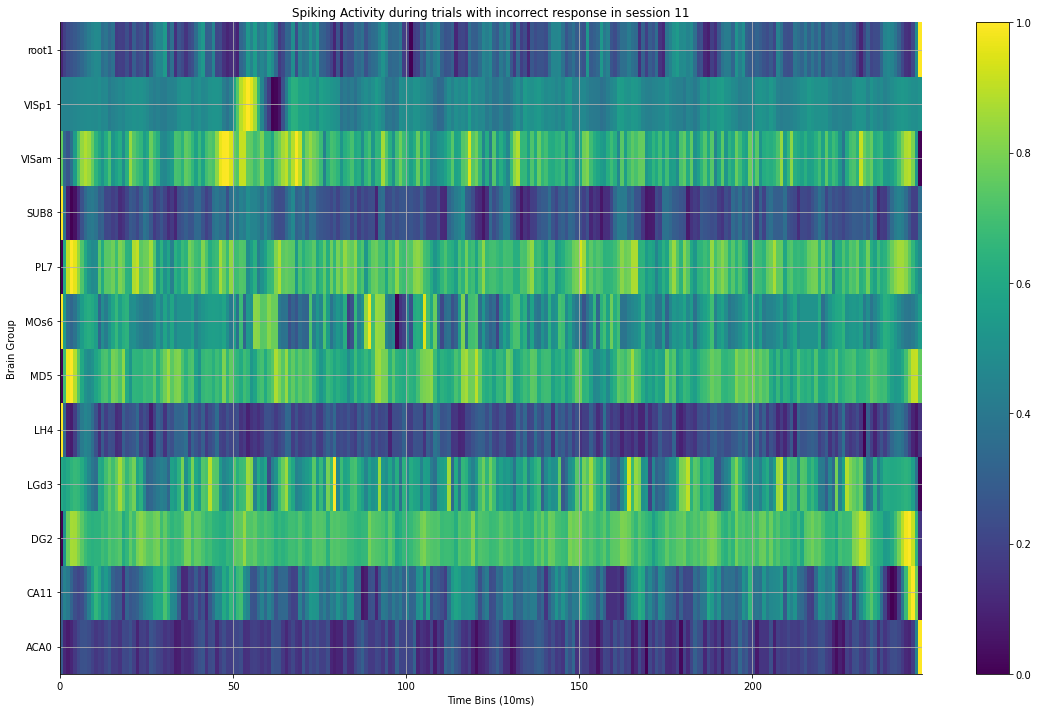 Spiking Activity during trials with incorrect response in session 11
Brain Group
root1
VISp1
VISam
SUB8
PL7
MOs6
MD5
LH4
LGd3
DG2
CA11
ACA0
0
50
100
150
200
Time Bins (10ms)
1.0
0.8
0.6
0.4
0.2
0.0